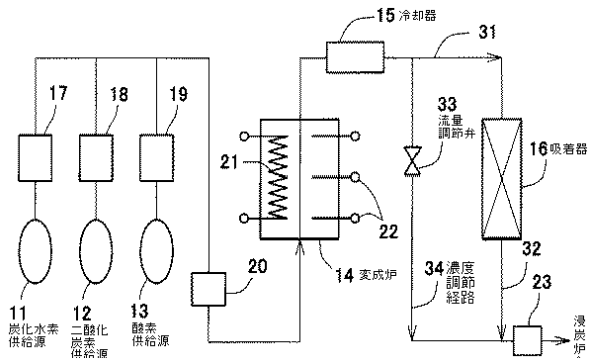 15 冷却器
31
17
18
19
33
流量
調節弁
16 吸着器
21
22
14 変成炉
20
34 濃度
調節
経路
32
23
11
炭化水素
供給源
12
二酸化
炭素
供給源
13
酸素
供給源
浸
炭
炉